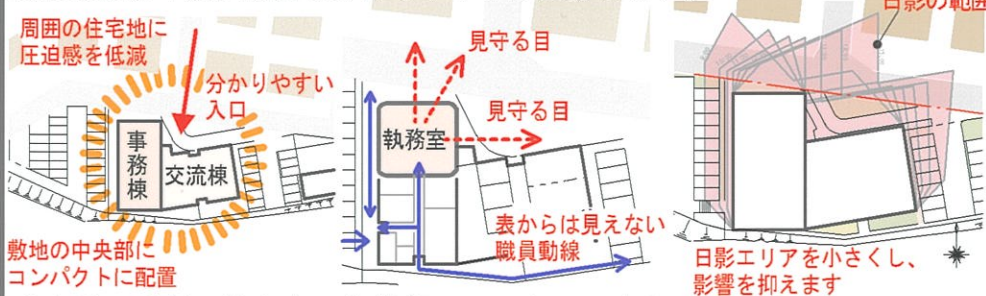 周囲の住宅地に
圧迫感を低減
分かりやすい
入口
事務棟
交流棟
敷地の中央部に
コンパクトに配置
見守る目
見守る目
執務室
表からは見えない
職員動線
日影の範囲
日影エリアを小さくし、
影響を抑えます